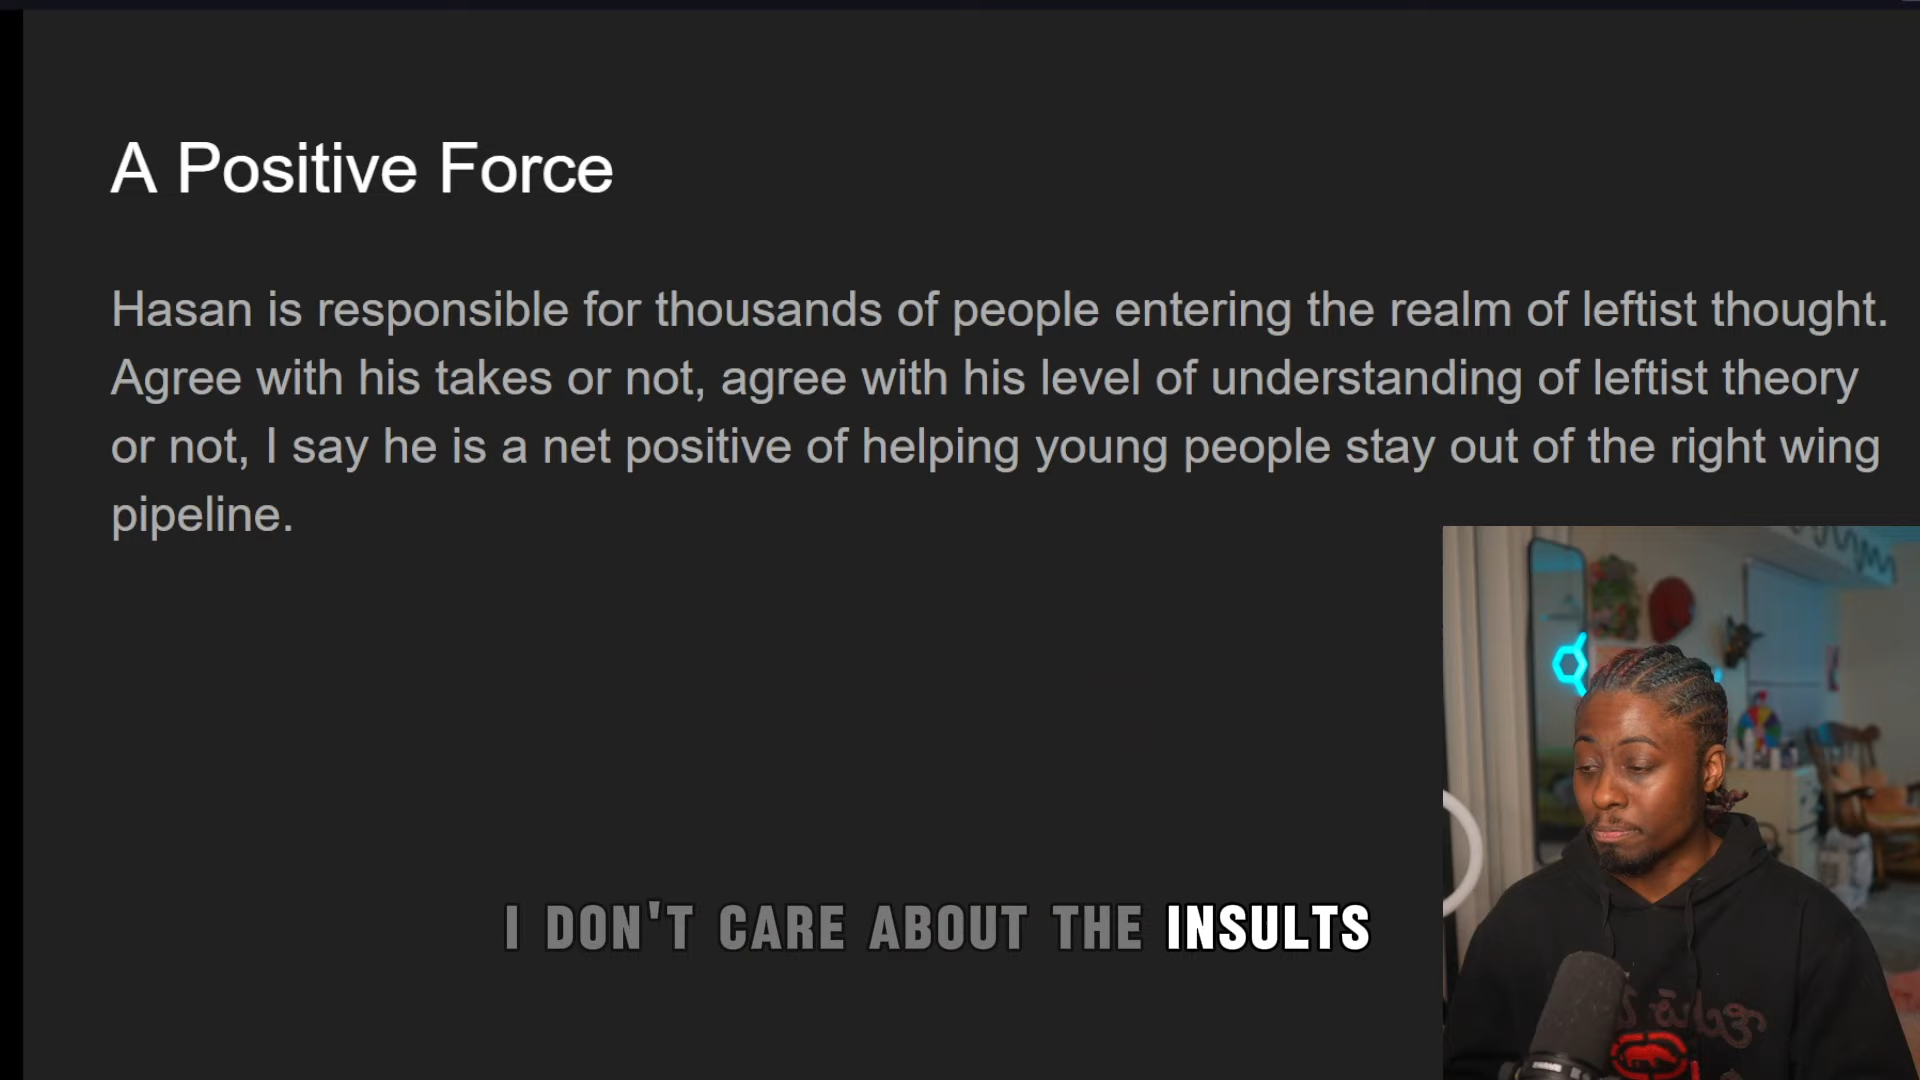 A Positive Force
Hasan is responsible for thousands of people entering the realm of leftist thought.
Agree with his takes or not, agree with his level of understanding of leftist theory
or not, I say he is a net positive of helping young people stay out of the right wing
pipeline.
I DON'T CARE ABOUT THE INSULTS